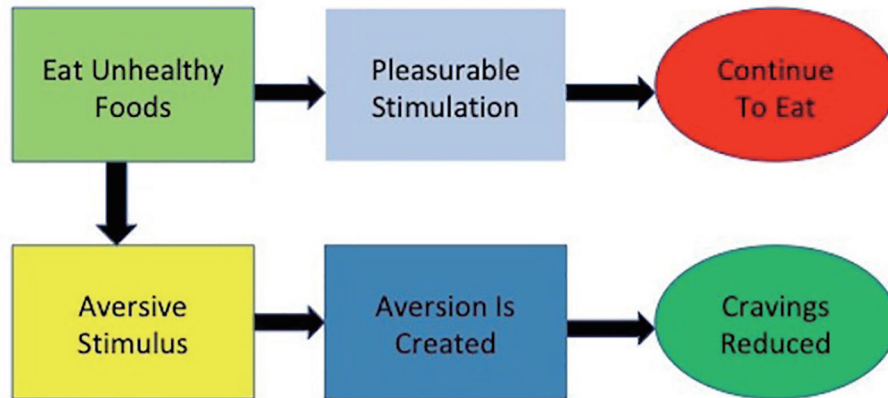 Eat Unhealthy
Foods
Pleasurable
Stimulation
Continue
To Eat
Aversive
Stimulus
Aversion Is
Created
Cravings
Reduced